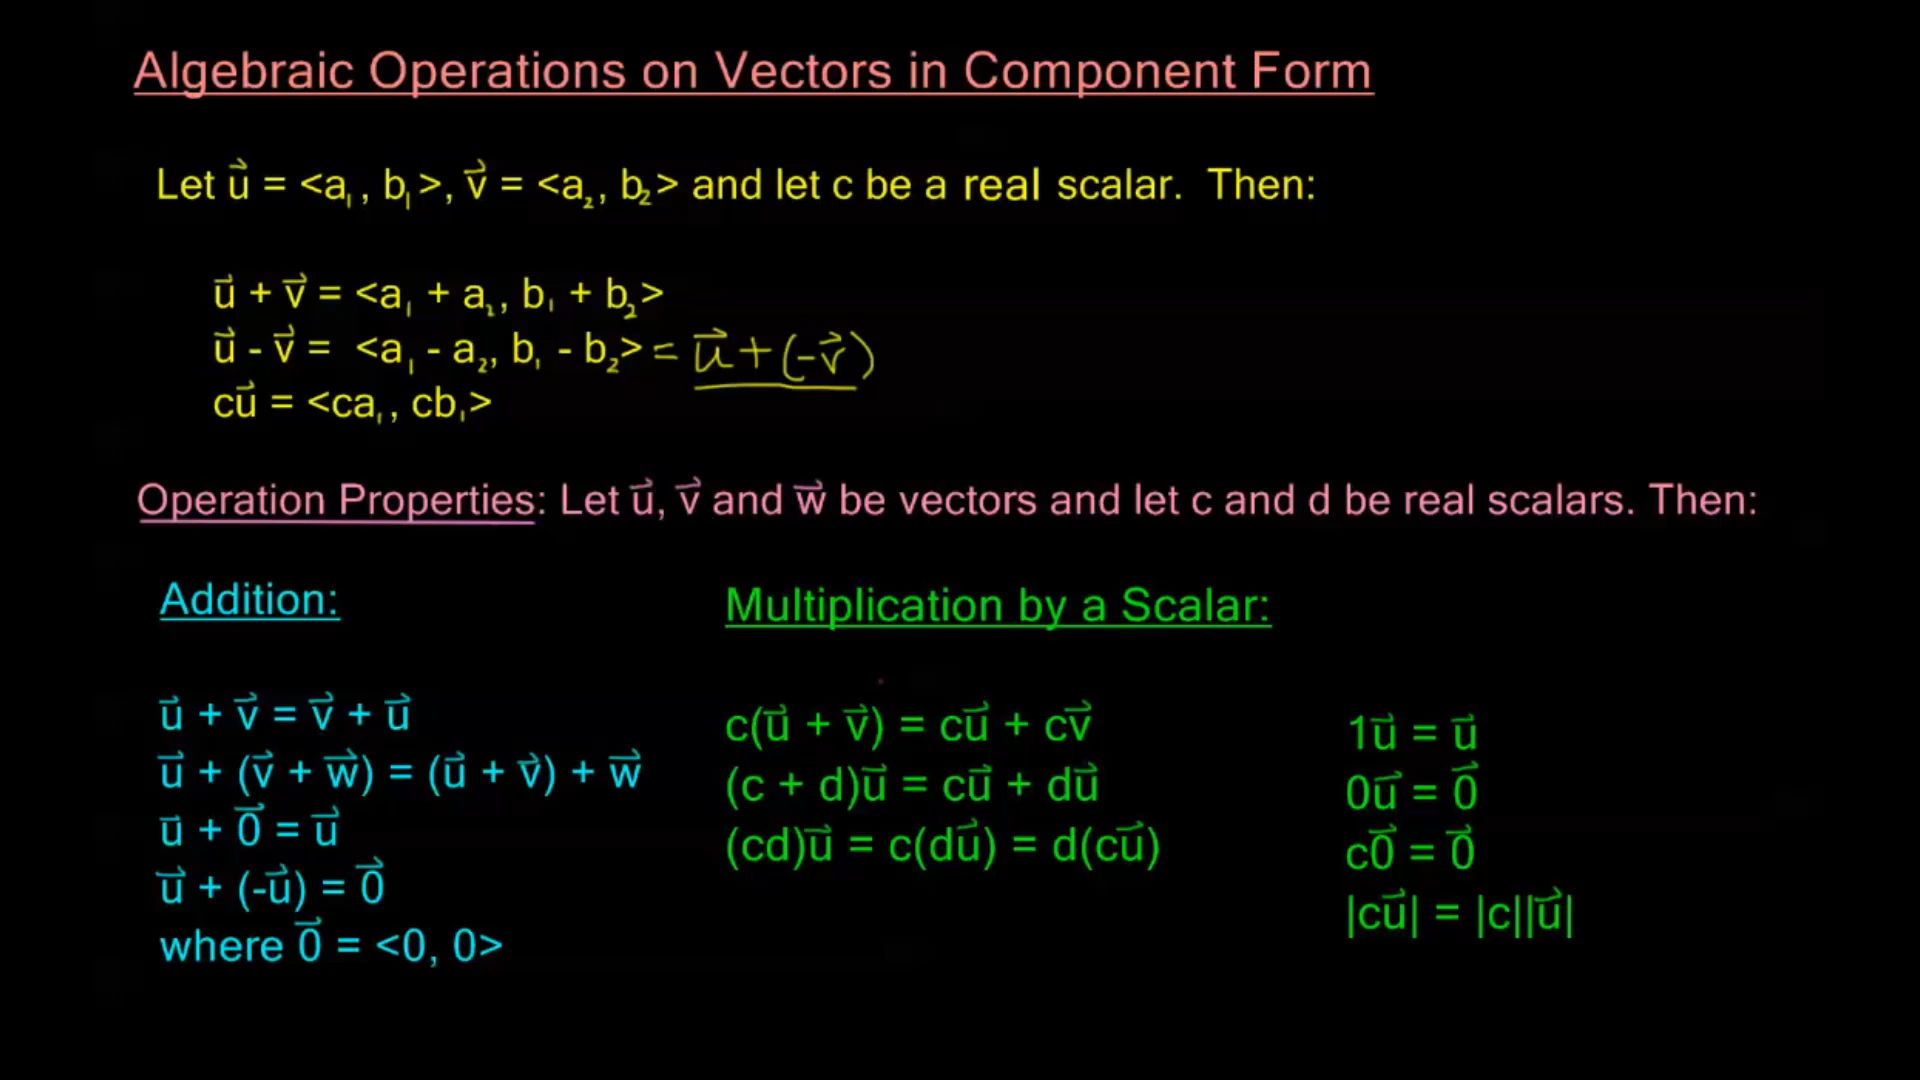 Algebraic Operations on Vectors in Component Form
Let u⃗ = <a₁, b₁>, v⃗ = <a₂, b₂> and let c be a real scalar. Then:
u⃗ + v⃗ = <a₁ + a₂, b₁ + b₂>
u⃗ - v⃗ = <a₁ - a₂, b₁ - b₂> = u⃗ + (-v⃗)
cu⃗ = <ca₁, cb₁>
Operation Properties: Let u⃗, v⃗ and w⃗ be vectors and let c and d be real scalars. Then:
Addition:
u⃗ + v⃗ = v⃗ + u⃗
u⃗ + (v⃗ + w⃗) = (u⃗ + v⃗) + w⃗
u⃗ + 0⃗ = u⃗
u⃗ + (-u⃗) = 0⃗
where 0⃗ = <0, 0>
Multiplication by a Scalar:
c(u⃗ + v⃗) = cu⃗ + cv⃗
(c + d)u⃗ = cu⃗ + du⃗
(cd)u⃗ = c(du⃗) = d(cu⃗)
1u⃗ = u⃗
0u⃗ = 0⃗
c0⃗ = 0⃗
|cu⃗| = |c||u⃗|